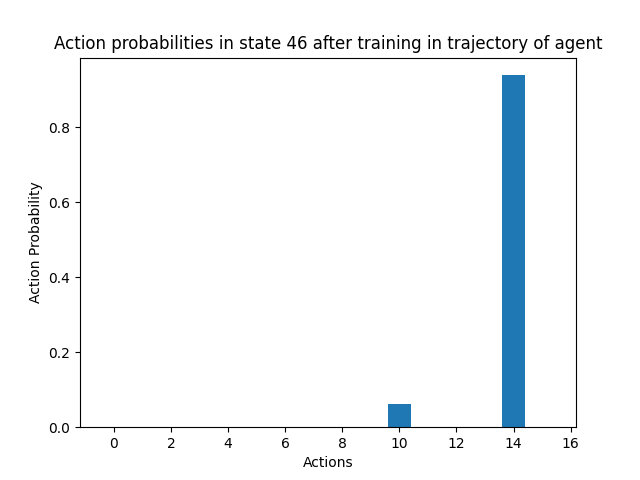 Action probabilities in state 46 after training in trajectory of agent
Action Probability
0.8
0.6
0.4
0.2
0.0
0 2 4 6 8 10 12 14 16
Actions